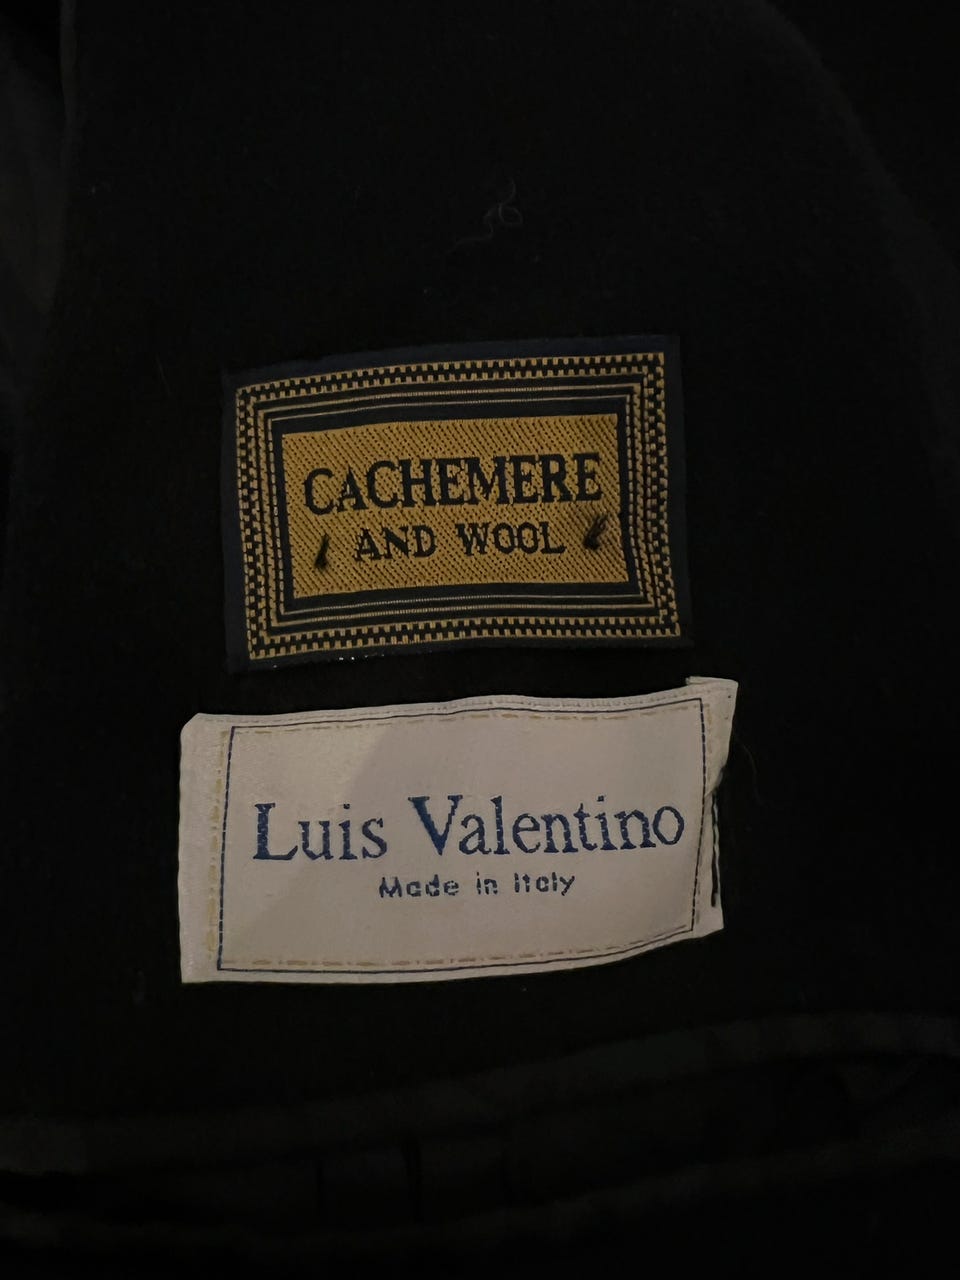 CACHEMERE
AND WOOL
Luis Valentino
Made in Italy